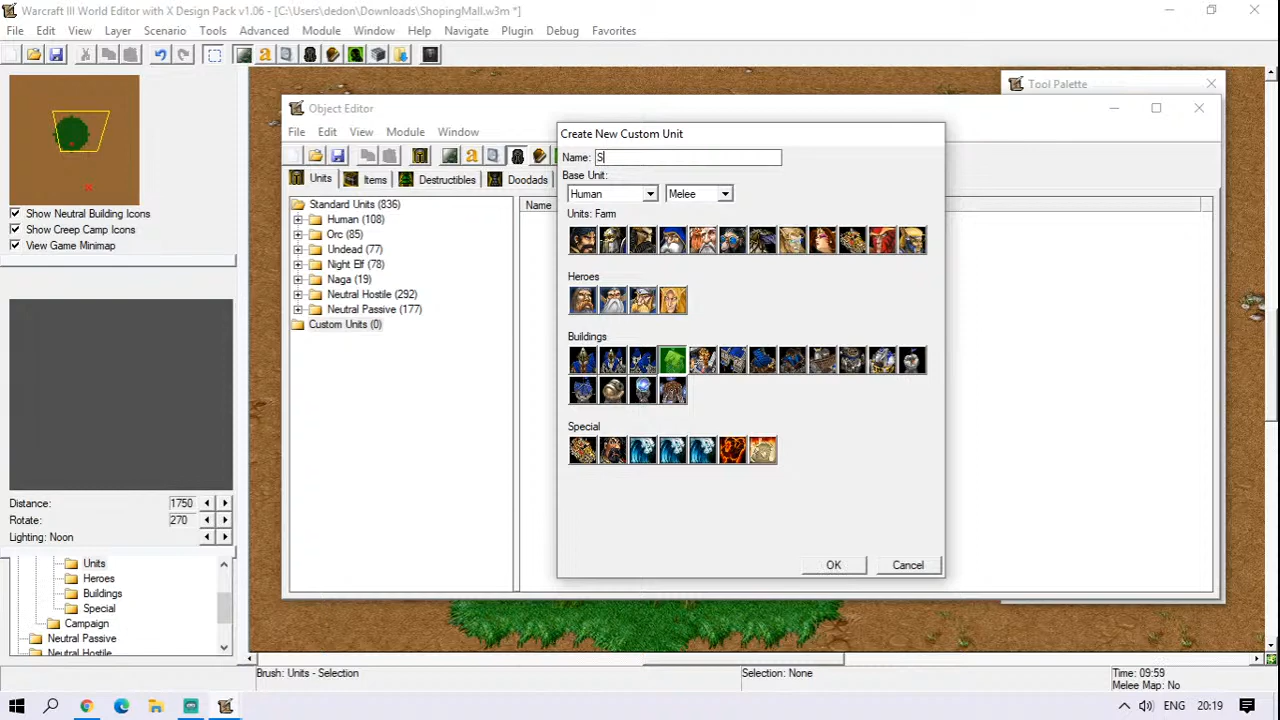 Warcraft III World Editor with X Design Pack v1.06 - [C:\Users\dedon\Downloads\ShopingMall.w3m *]
File Edit View Layer Scenario Tools Advanced Module Window Help Navigate Plugin Debug Favorites
Tool Palette
Object Editor
File Edit View Module Window
Units Items Destructibles Doodads
Standard Units (836)
Human (108)
Orc (85)
Undead (77)
Night Elf (78)
Naga (19)
Neutral Hostile (292)
Neutral Passive (177)
Custom Units (0)
Name
Create New Custom Unit
Name: S
Base Unit:
Human Melee
Units: Farm
Heroes
Buildings
Special
OK Cancel
Show Neutral Building Icons
Show Creep Camp Icons
View Game Minimap
Distance: 1750
Rotate: 270
Lighting: Noon
Units
Heroes
Buildings
Special
Campaign
Neutral Passive
Neutral Hostile
Brush: Units - Selection
Selection: None
Time: 09:59
Melee Map: No
ENG 20:19